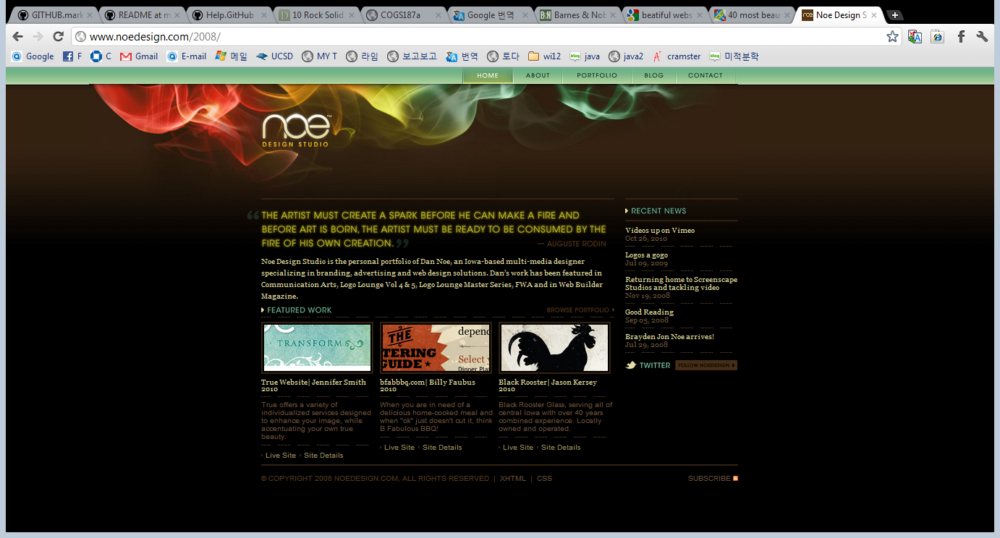 GITHUB.mark
README at m
Help.GitHub
10 Rock Solid
COGS187a
Google 번역
Barnes & Nob
beatiful webs
40 most beau
Noe Design S
www.noedesign.com/2008/
Google
F
C
Gmail
E-mail
메일
UCSD
MY T
라임
보고보고
번역
토다
wi12
java
java2
cramster
미적분학
HOME
ABOUT
PORTFOLIO
BLOG
CONTACT
noe™
DESIGN STUDIO
“THE ARTIST MUST CREATE A SPARK BEFORE HE CAN MAKE A FIRE AND
BEFORE ART IS BORN, THE ARTIST MUST BE READY TO BE CONSUMED BY THE
FIRE OF HIS OWN CREATION.” — AUGUSTE RODIN
Noe Design Studio is the personal portfolio of Dan Noe, an Iowa-based multi-media designer
specializing in branding, advertising and web design solutions. Dan's work has been featured in
Communication Arts, Logo Lounge Vol 4 & 5, Logo Lounge Master Series, FWA and in Web Builder
Magazine.
FEATURED WORK
BROWSE PORTFOLIO
TRANSFORM
True Website| Jennifer Smith
2010
True offers a variety of
individualized services designed
to enhance your image, while
accentuating your own true
beauty.
Live Site Site Details
THE
TERING
GUIDE
depend
Select y
Dinner Pla
bfabbbq.com| Billy Faubus
2010
When you are in need of a
delicious home-cooked meal and
when "ok" just doesn't cut it, think
B Fabulous BBQ!
Live Site Site Details
Black Rooster| Jason Kersey
2010
Black Rooster Glass, serving all of
central Iowa with over 40 years
combined experience. Locally
owned and operated.
Live Site Site Details
RECENT NEWS
Videos up on Vimeo
Oct 26, 2010
Logos a gogo
Jul 09, 2009
Returning home to Screenscape
Studios and tackling video
Nov 19, 2008
Good Reading
Sep 05, 2008
Brayden Jon Noe arrives!
Jul 29, 2008
TWITTER
FOLLOW NOEDESIGN
© COPYRIGHT 2008 NOEDESIGN.COM, ALL RIGHTS RESERVED | XHTML | CSS
SUBSCRIBE